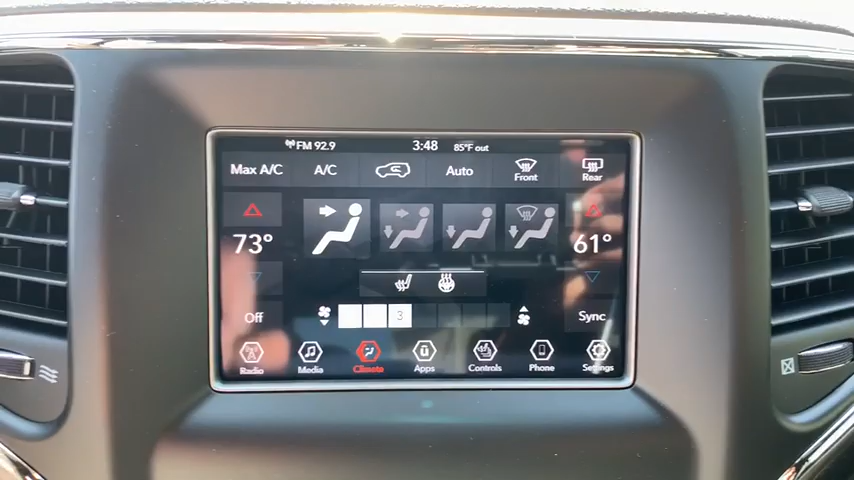 FM 92.9 3:48 85°F out
Max A/C A/C Auto Front Rear
73° 61°
Off 3 Sync
Radio Media Climate Apps Controls Phone Settings